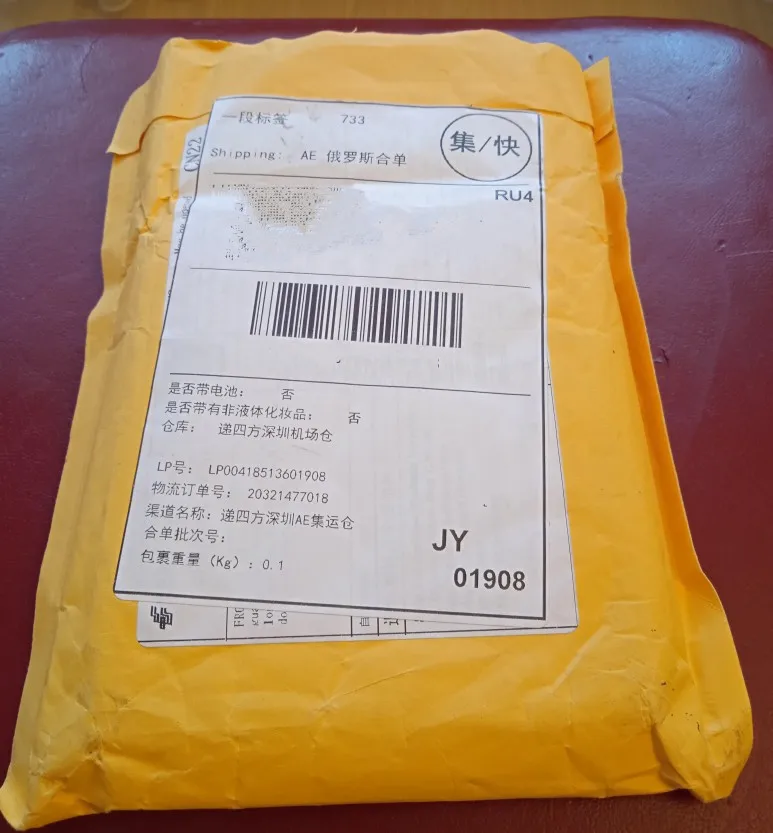 一段标签 733
集/快
Shipping: AE 俄罗斯合单
RU4
CN22
是否带电池： 否
是否带有非液体化妆品： 否
仓库： 递四方深圳机场仓
LP号： LP00418513601908
物流订单号： 20321477018
渠道名称：递四方深圳AE集运仓
合单批次号：
包裹重量（Kg）：0.1
JY
01908